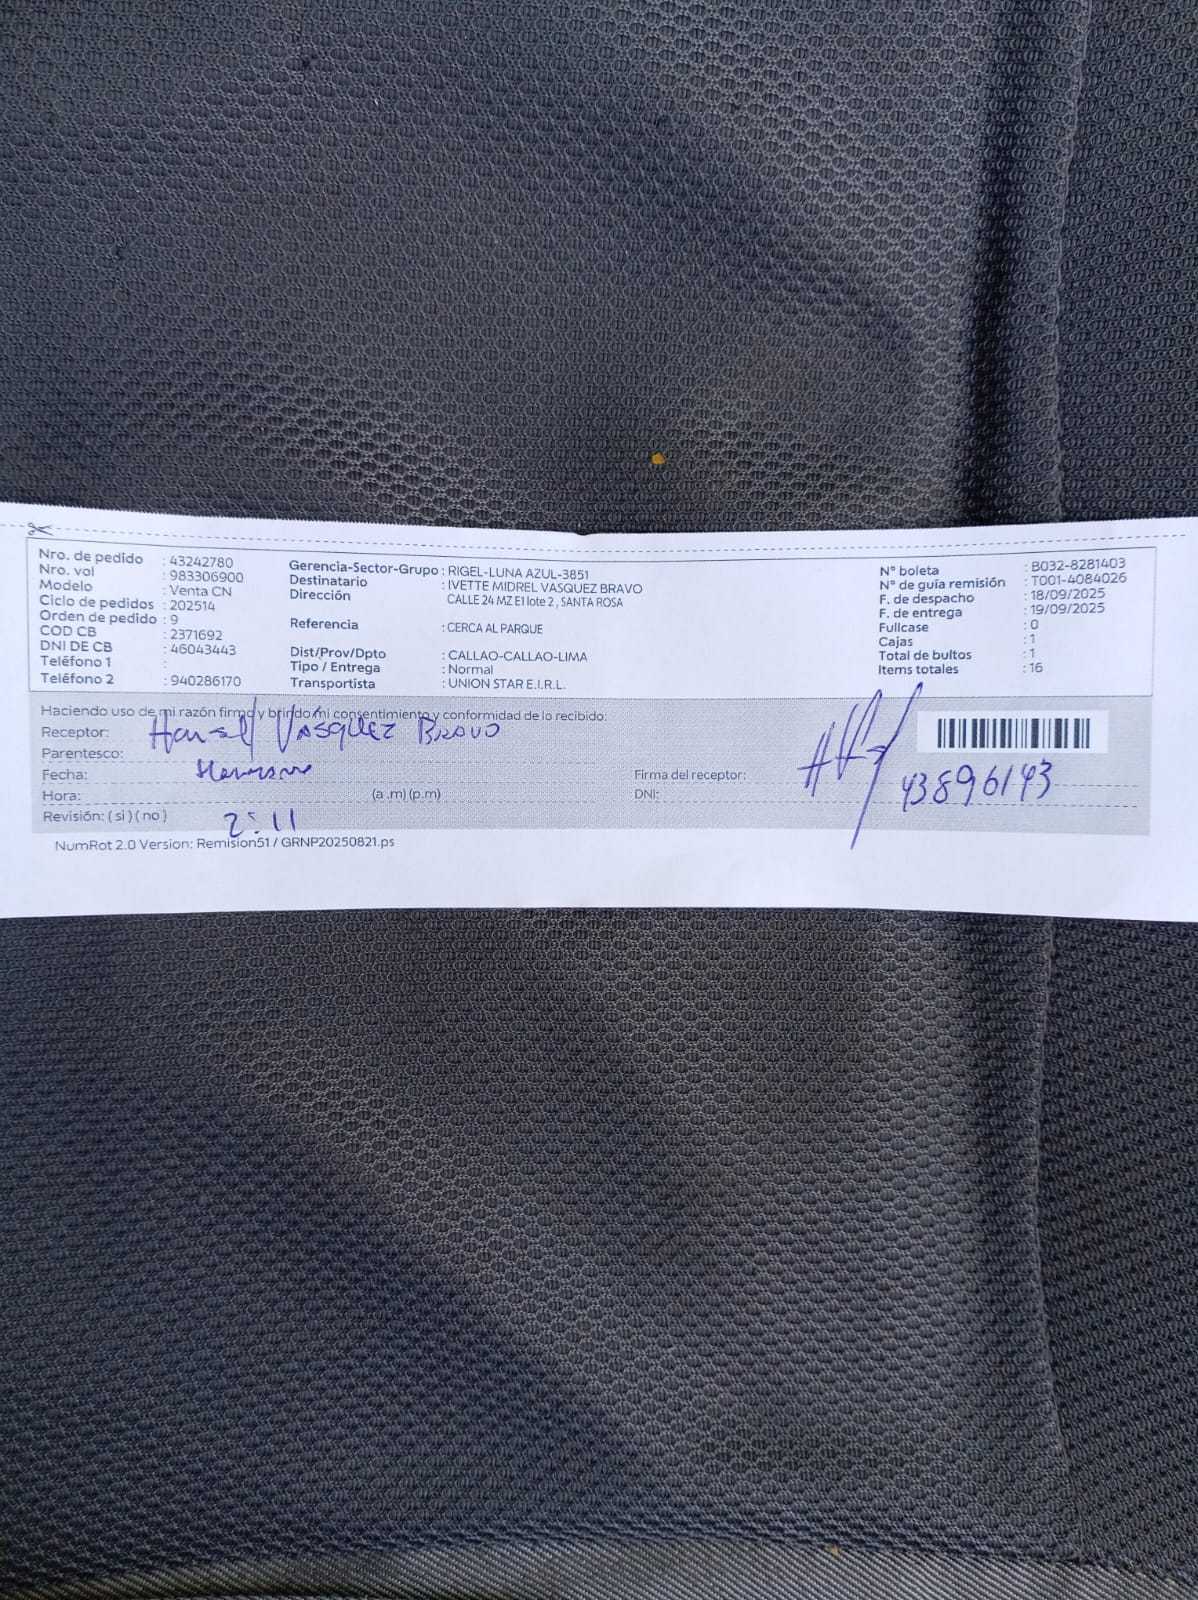 Nro. de pedido : 43242780
Nro. vol : 983306900
Modelo : Venta CN
Ciclo de pedidos : 202514
Orden de pedido : 9
COD CB : 2371692
DNI DE CB : 46043443
Teléfono 1 :
Teléfono 2 : 940286170
Gerencia-Sector-Grupo : RIGEL-LUNA AZUL-3851
Destinatario : IVETTE MIDREL VASQUEZ BRAVO
Dirección CALLE 24 MZ E1 lote 2 , SANTA ROSA
Referencia : CERCA AL PARQUE
Dist/Prov/Dpto : CALLAO-CALLAO-LIMA
Tipo / Entrega : Normal
Transportista : UNION STAR E.I.R.L.
N° boleta : B032-8281403
N° de guía remisión : T001-4084026
F. de despacho : 18/09/2025
F. de entrega : 19/09/2025
Fullcase : 0
Cajas : 1
Total de bultos : 1
Items totales : 16
Haciendo uso de mi razón firmo y brindo mi consentimiento y conformidad de lo recibido:
Receptor: Vasquez Bravo
Parentesco:
Fecha:
Hora: (a .m) (p.m)
Revisión: ( si ) ( no ) 2:11
Firma del receptor:
DNI: 43896143
NumRot 2.0 Version: Remision51 / GRNP20250821.ps